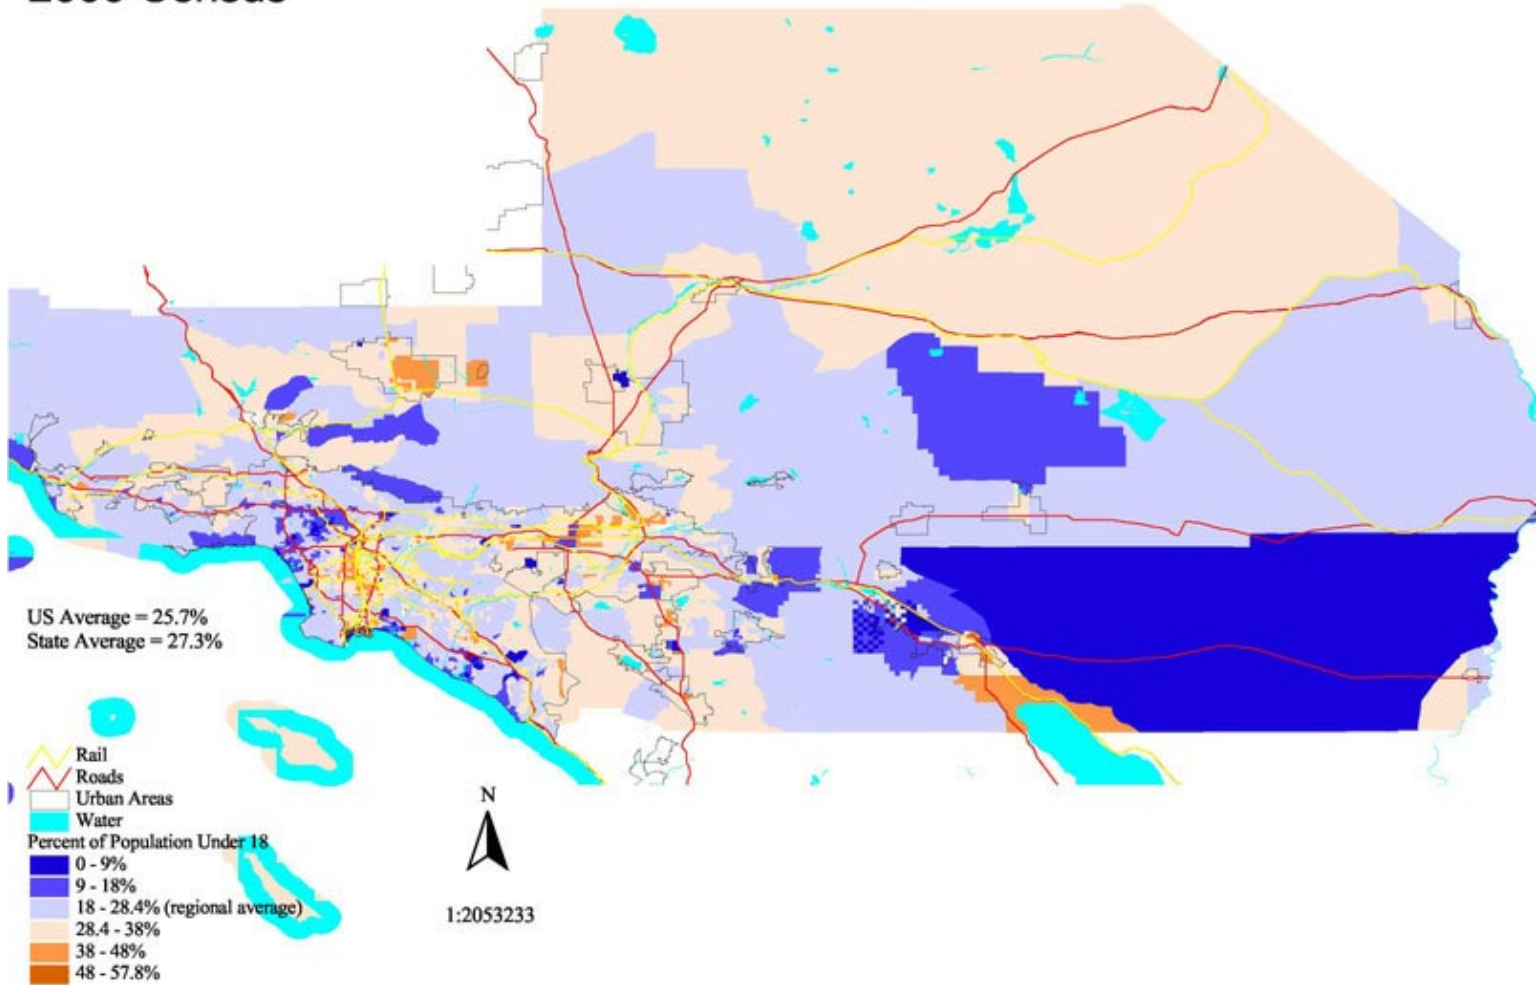 US Average = 25.7%
State Average = 27.3%
Rail
Roads
Urban Areas
Water
Percent of Population Under 18
0 - 9%
9 - 18%
18 - 28.4% (regional average)
28.4 - 38%
38 - 48%
48 - 57.8%
N
1:2053233